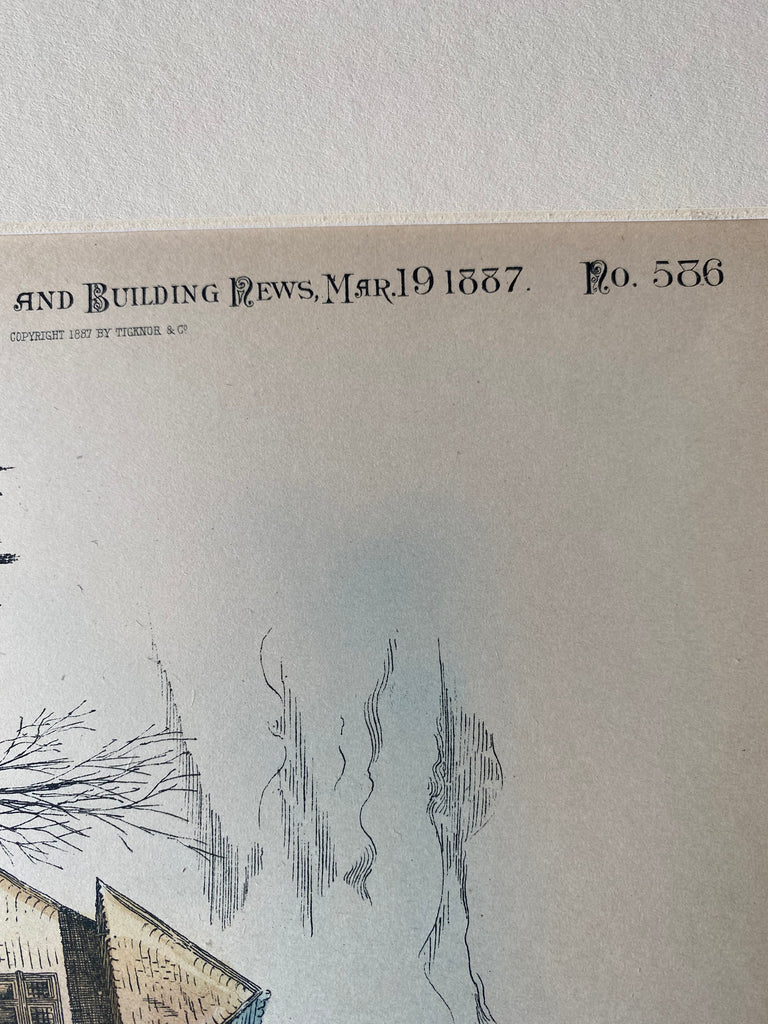 AND BUILDING NEWS, MAR. 19 1887. No. 586
COPYRIGHT 1887 BY TICKNOR & Co